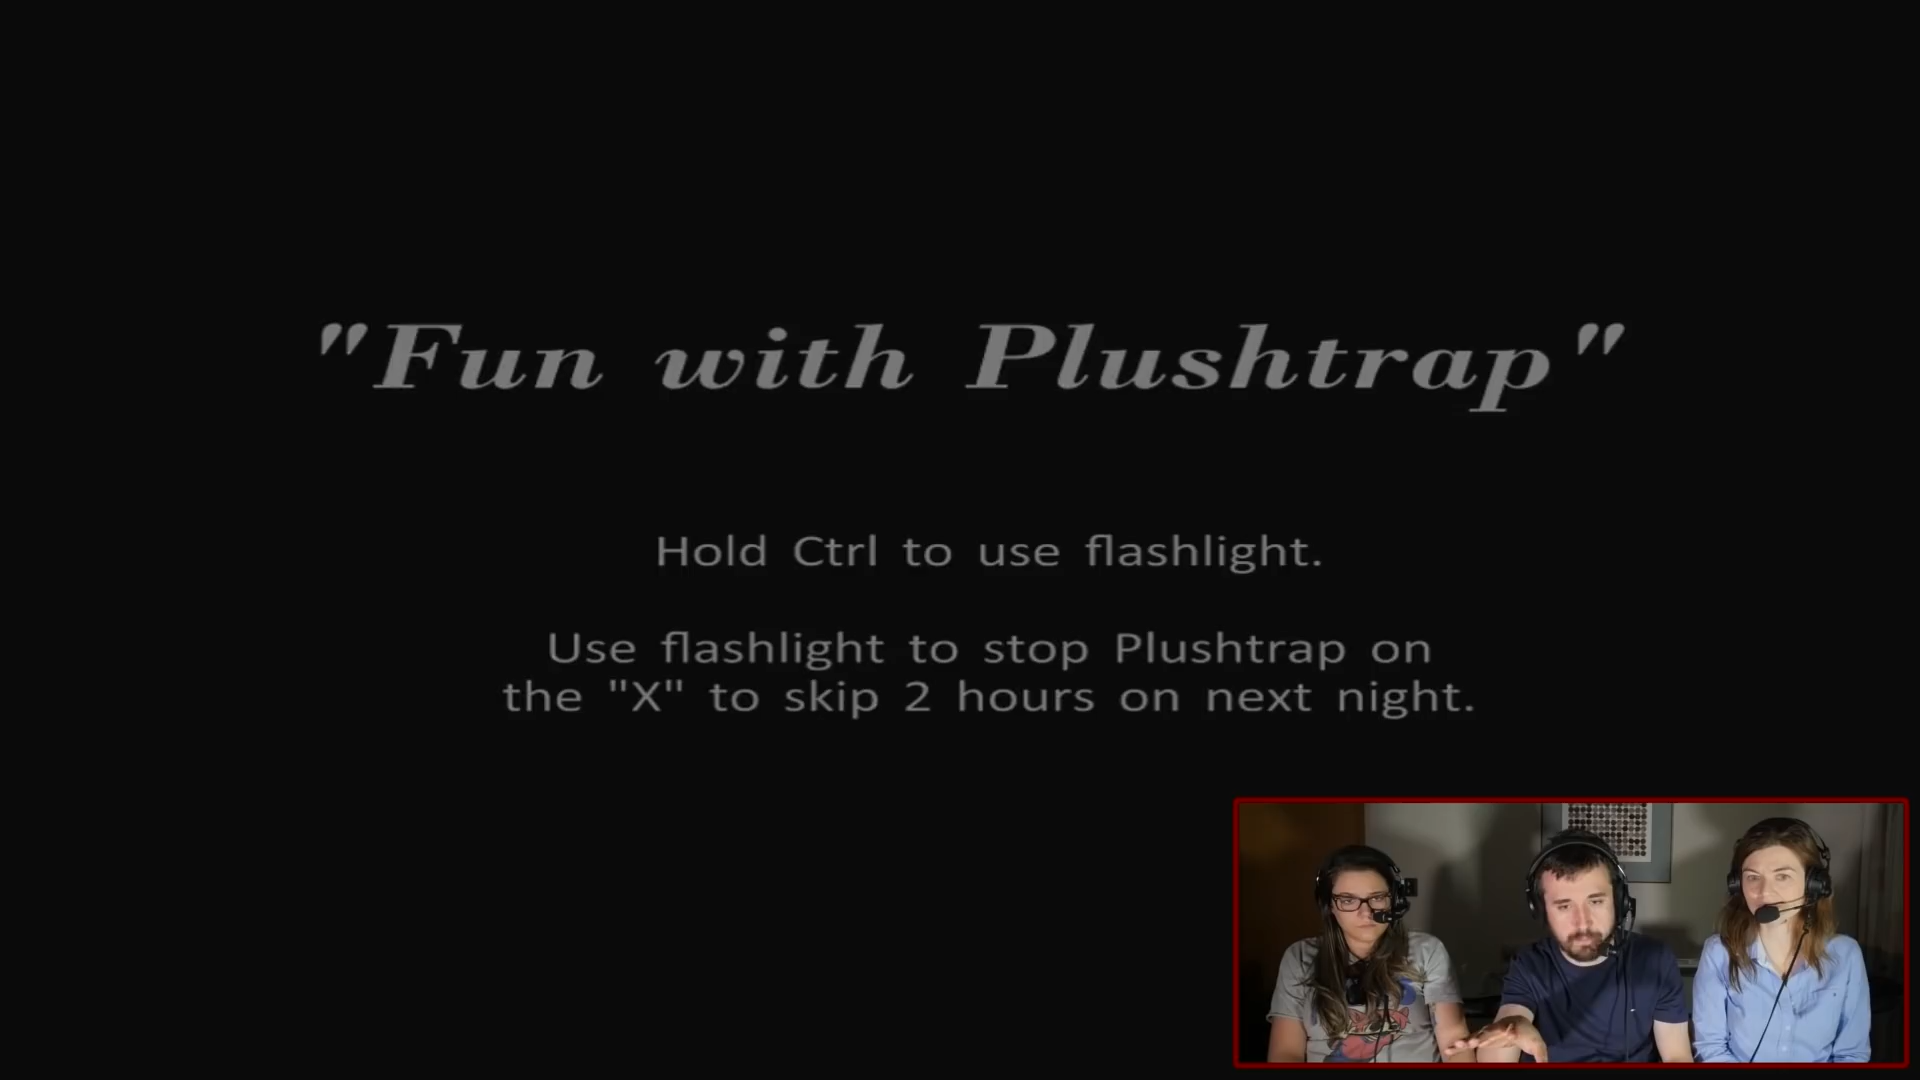 "Fun with Plushtrap"
Hold Ctrl to use flashlight.
Use flashlight to stop Plushtrap on
the "X" to skip 2 hours on next night.